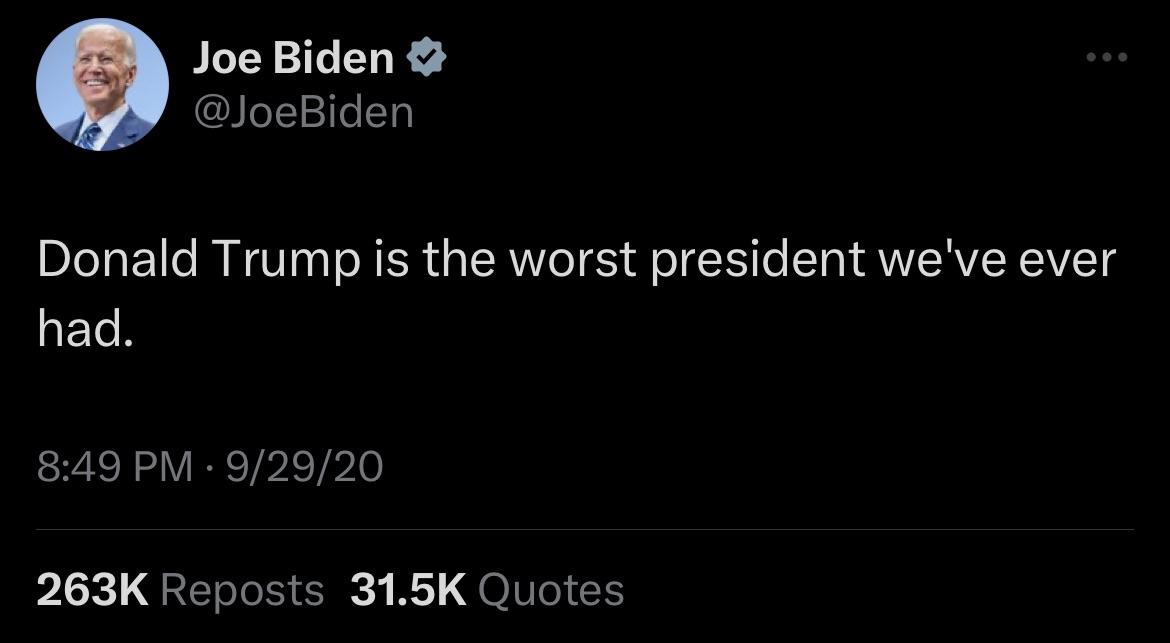 Joe Biden
@JoeBiden
Donald Trump is the worst president we've ever
had.
8:49 PM · 9/29/20
263K Reposts 31.5K Quotes